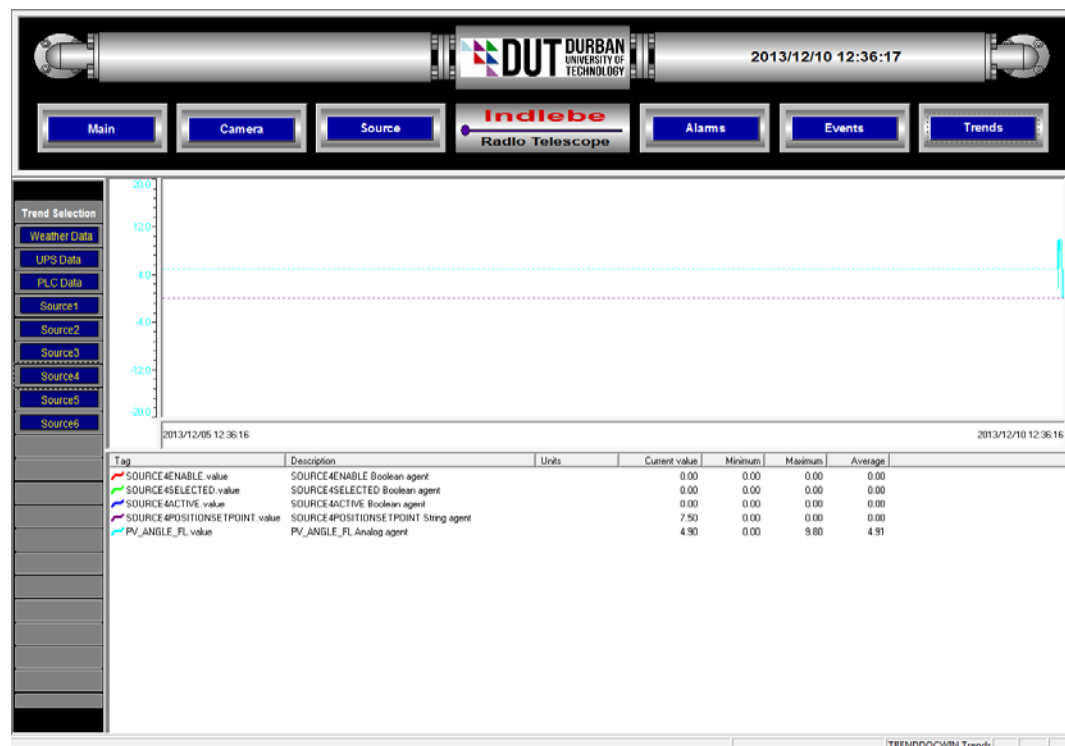 DUT DURBAN UNIVERSITY OF TECHNOLOGY
2013/12/10 12:36:17
Main Camera Source Indlebe Radio Telescope Alarms Events Trends
Trend Selection
Weather Data
UPS Data
PLC Data
Source1
Source2
Source3
Source4
Source5
Source6
20.0
12.0
4.0
-4.0
-12.0
-20.0
2013/12/05 12:36:16 2013/12/10 12:36:16
Tag Description Units Current value Minimum Maximum Average
SOURCE4ENABLE.value SOURCE4ENABLE Boolean agent 0.00 0.00 0.00 0.00
SOURCE4SELECTED.value SOURCE4SELECTED Boolean agent 0.00 0.00 0.00 0.00
SOURCE4ACTIVE.value SOURCE4ACTIVE Boolean agent 0.00 0.00 0.00 0.00
SOURCE4POSITIONSETPOINT.value SOURCE4POSITIONSETPOINT String agent 7.50 0.00 0.00 0.00
PV_ANGLE_FL.value PV_ANGLE_FL Analog agent 4.90 0.00 9.80 4.91
TRENDDOCWIN Trends